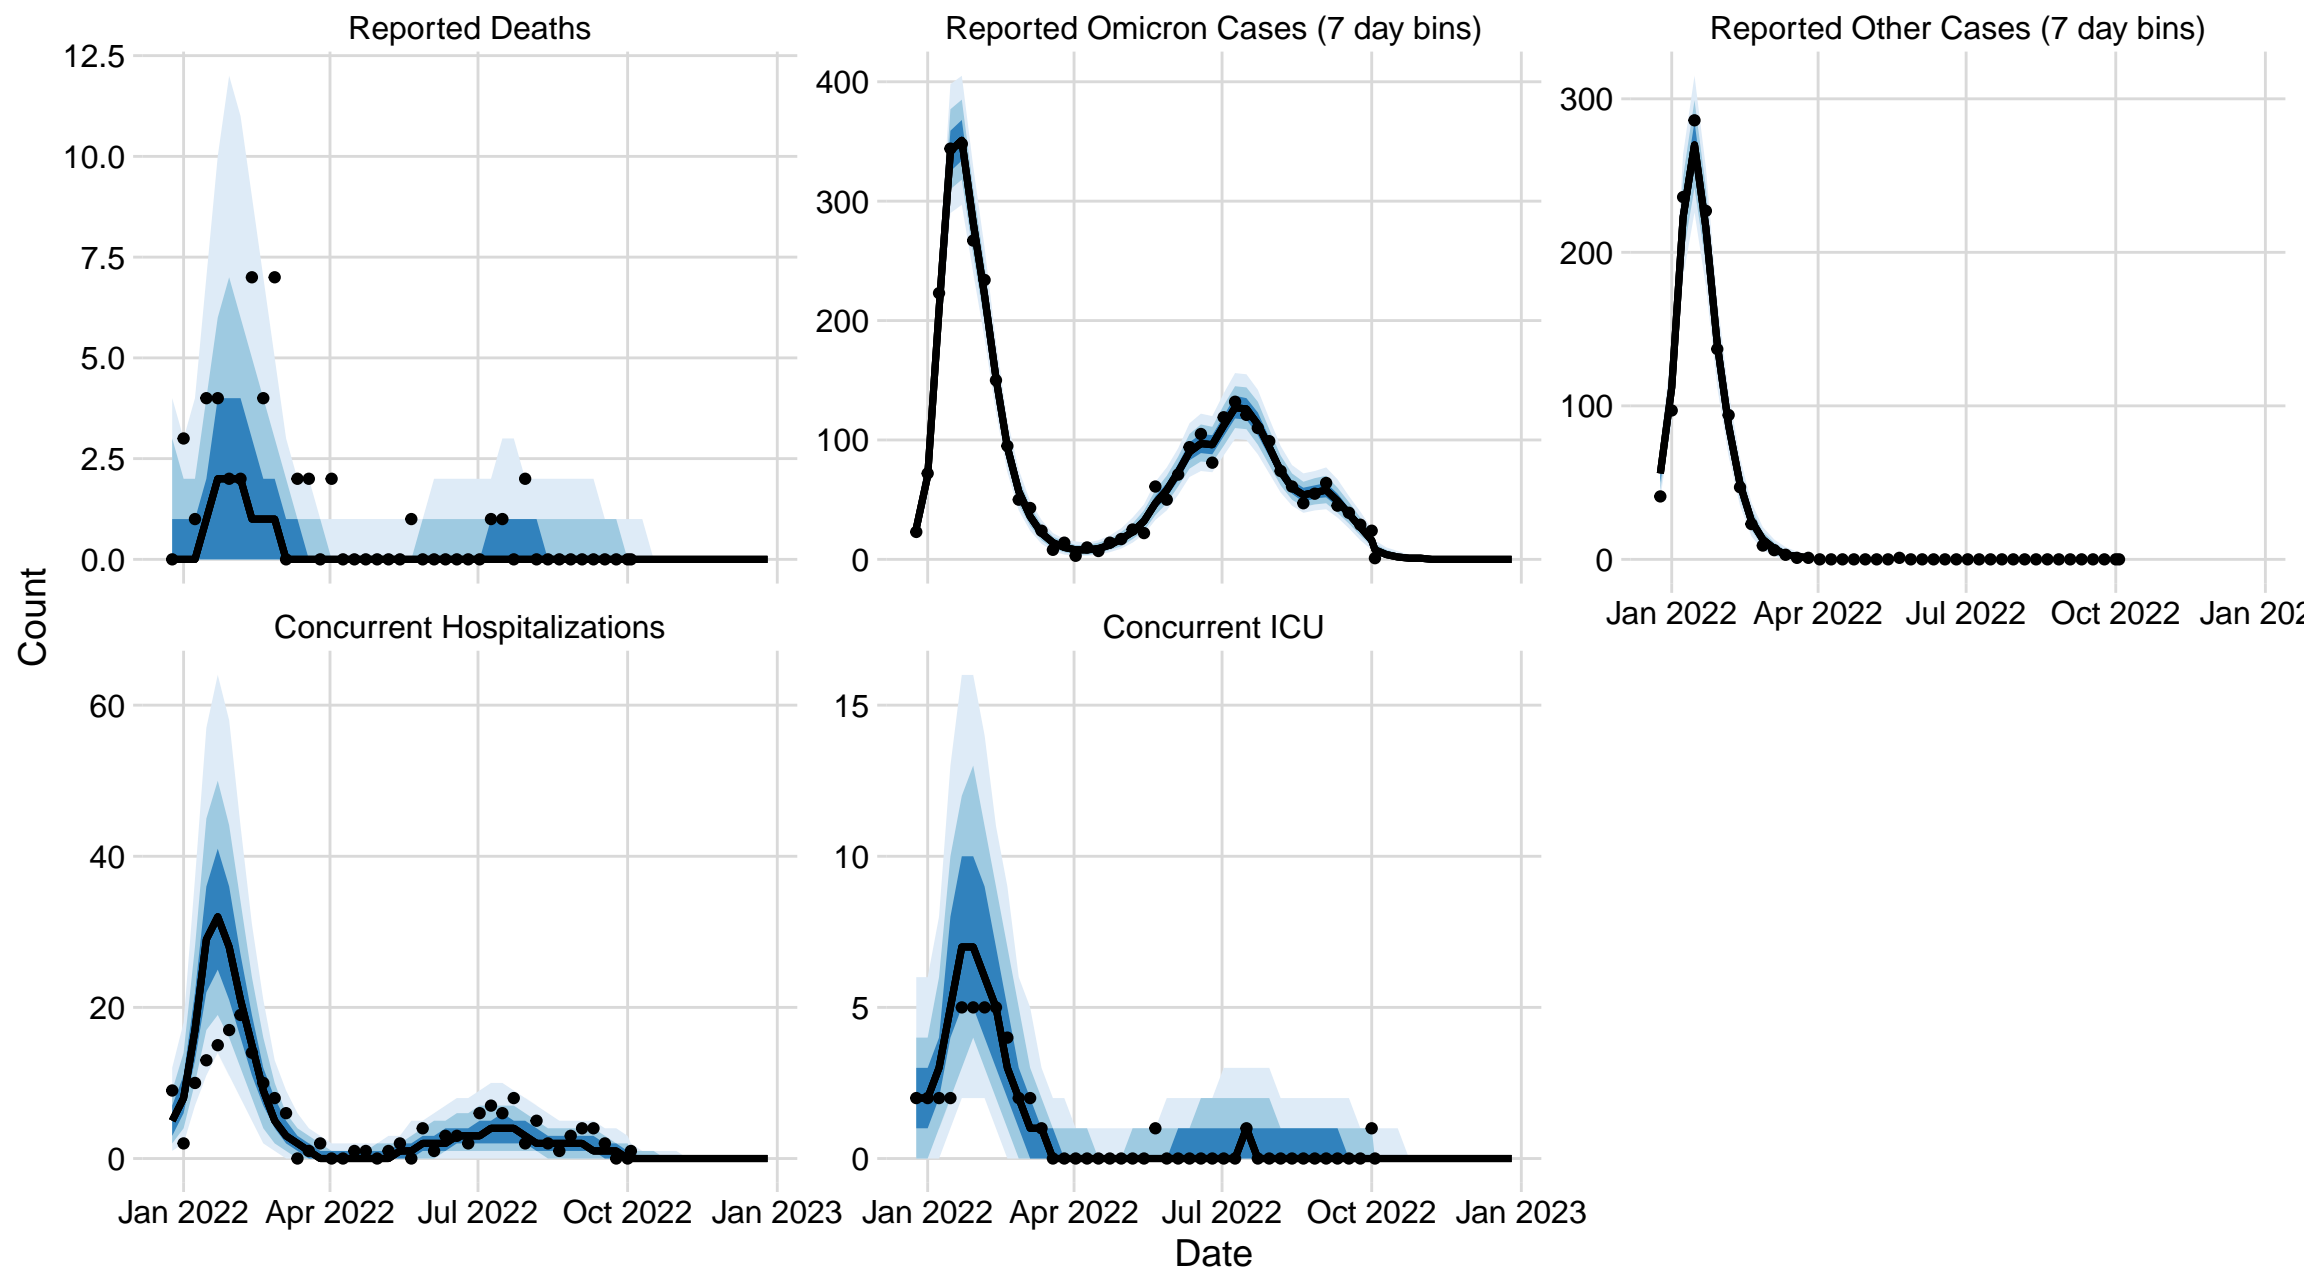 Reported Deaths
Reported Omicron Cases (7 day bins)
Reported Other Cases (7 day bins)
12.5
10.0
7.5
5.0
2.5
0.0
400
300
200
100
0
300
200
100
0
Jan 2022 Apr 2022 Jul 2022 Oct 2022 Jan 202
Count
Concurrent Hospitalizations
Concurrent ICU
60
40
20
0
15
10
5
0
Jan 2022 Apr 2022 Jul 2022 Oct 2022 Jan 2023
Jan 2022 Apr 2022 Jul 2022 Oct 2022 Jan 2023
Date